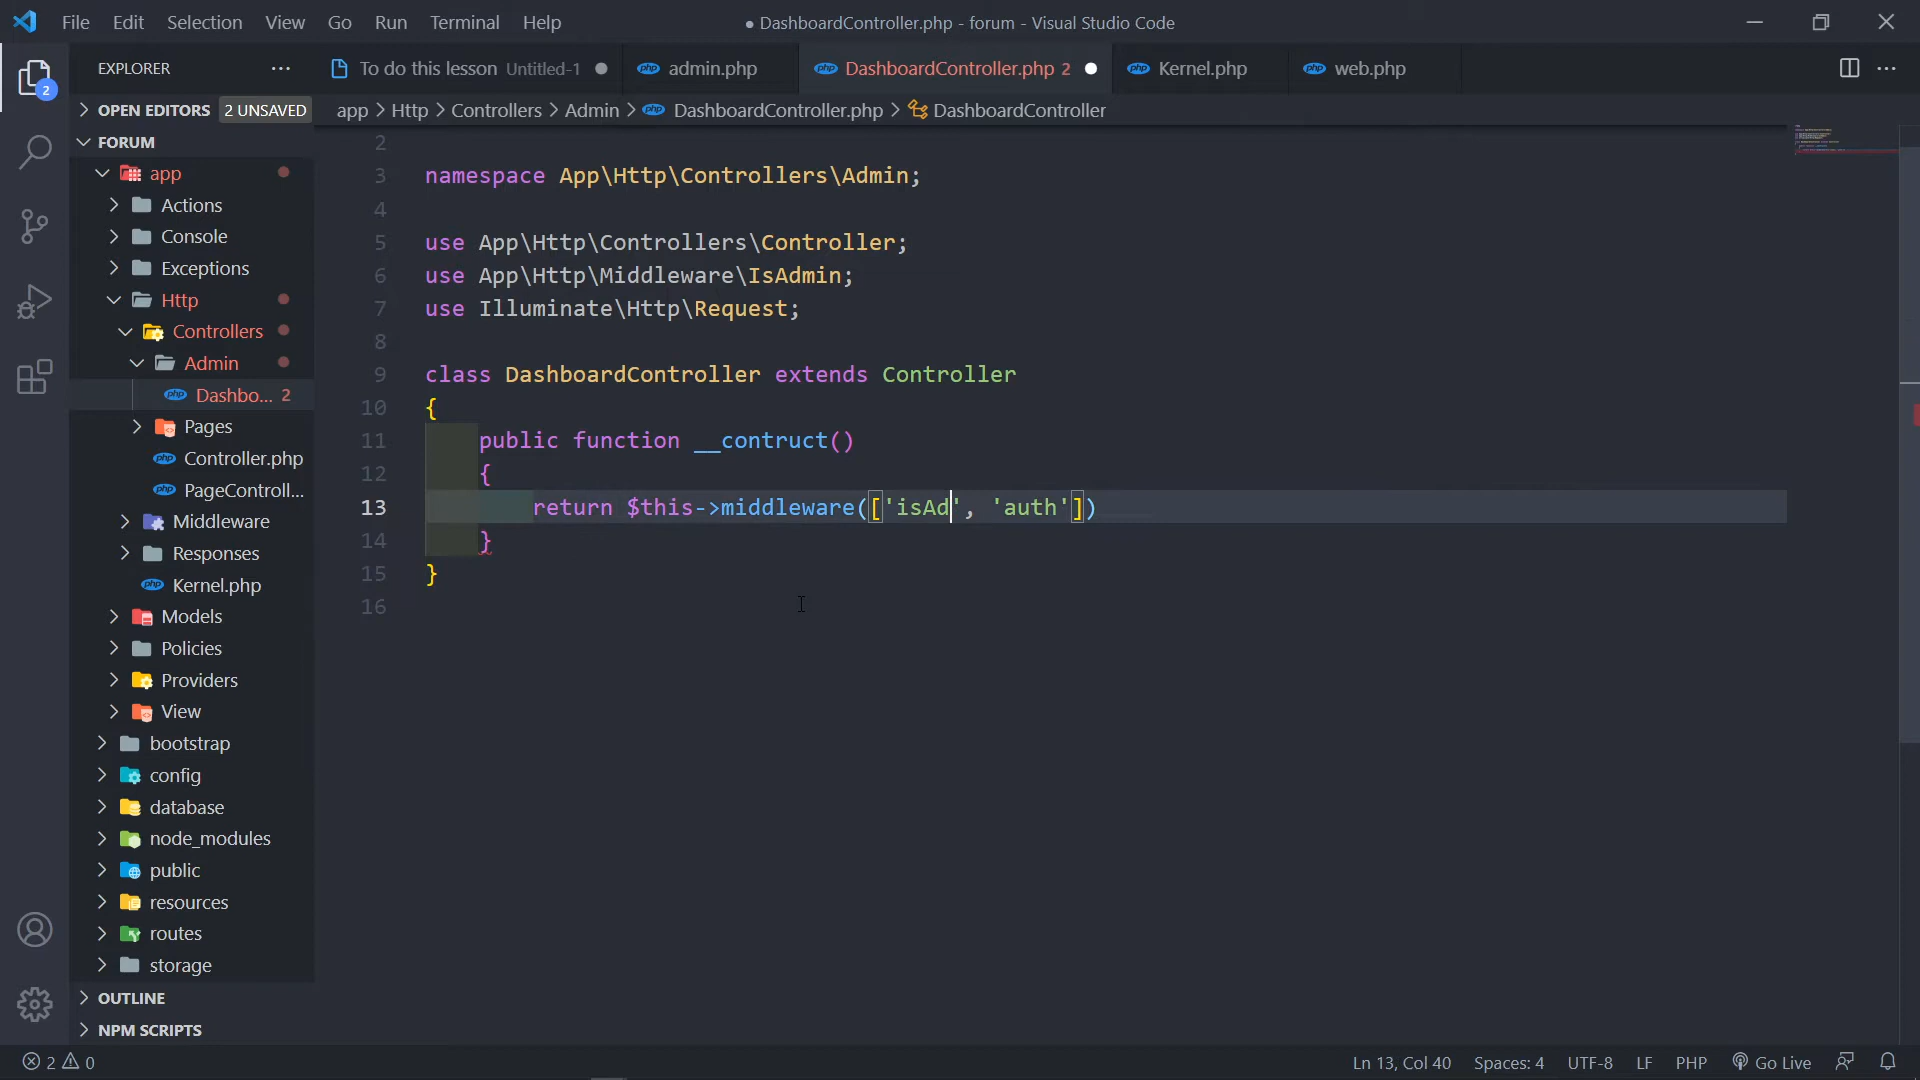 File Edit Selection View Go Run Terminal Help
● DashboardController.php - forum - Visual Studio Code
EXPLORER
To do this lesson Untitled-1
admin.php
DashboardController.php 2
Kernel.php
web.php
2
OPEN EDITORS 2 UNSAVED
app > Http > Controllers > Admin > DashboardController.php > DashboardController
FORUM
app
Actions
Console
Exceptions
Http
Controllers
Admin
Dashbo... 2
Pages
Controller.php
PageControll...
Middleware
Responses
Kernel.php
Models
Policies
Providers
View
bootstrap
config
database
node_modules
public
resources
routes
storage
OUTLINE
NPM SCRIPTS
2
3 namespace App\Http\Controllers\Admin;
4
5 use App\Http\Controllers\Controller;
6 use App\Http\Middleware\IsAdmin;
7 use Illuminate\Http\Request;
8
9 class DashboardController extends Controller
10 {
11 public function __contruct()
12 {
13 return $this->middleware(['isAd', 'auth'])
14 }
15 }
16
2 0
Ln 13, Col 40 Spaces: 4 UTF-8 LF PHP Go Live